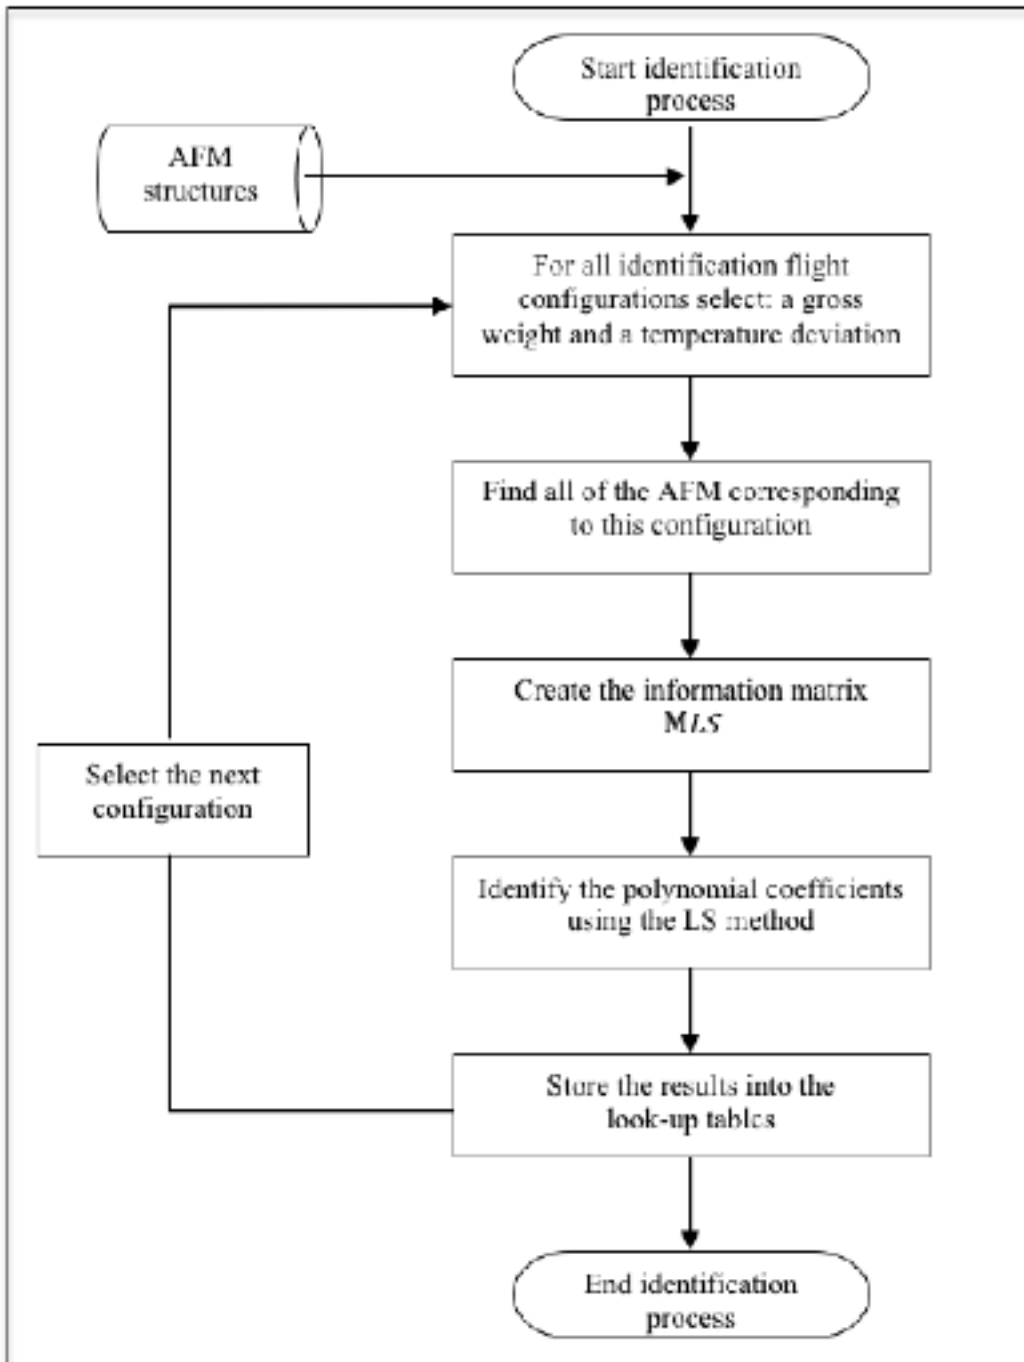 Start identification
process
AFM
structures
For all identification flight
configurations select: a gross
weight and a temperature deviation
Find all of the AFM corresponding
to this configuration
Create the information matrix
MLS
Select the next
configuration
Identify the polynomial coefficients
using the LS method
Store the results into the
look-up tables
End identification
process